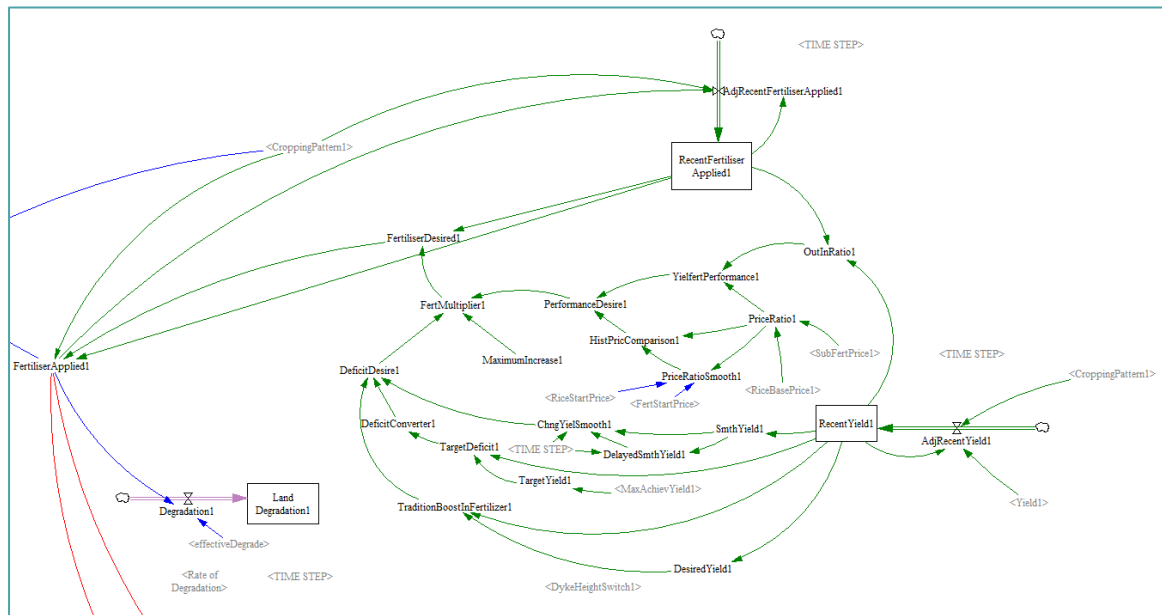 <TIME STEP>
AdjRecentFertiliserApplied1
<CroppingPattern1>
RecentFertiliser
Applied1
FertiliserDesired1
OutInRatio1
YielfertPerformance1
FertMultiplier1
PerformanceDesire1
PriceRatio1
HistPricComparison1
<SubFertPrice1>
MaximumIncrease1
<TIME STEP>
FertiliserApplied1
DeficitDesire1
PriceRatioSmooth1
<CroppingPattern1>
<RiceStartPrice>
<FertStartPrice>
<RiceBasePrice1>
DeficitConverter1
ChngYielSmooth1
SmthYield1
RecentYield1
AdjRecentYield1
TargetDeficit1
<TIME STEP>
DelayedSmthYield1
TargetYield1
<MaxAchievYield1>
<Yield1>
Land
Degradation1
Degradation1
TraditionBoostInFertilizer1
<effectiveDegrade>
<Rate of
Degradation>
<TIME STEP>
DesiredYield1
<DykeHeightSwitch1>